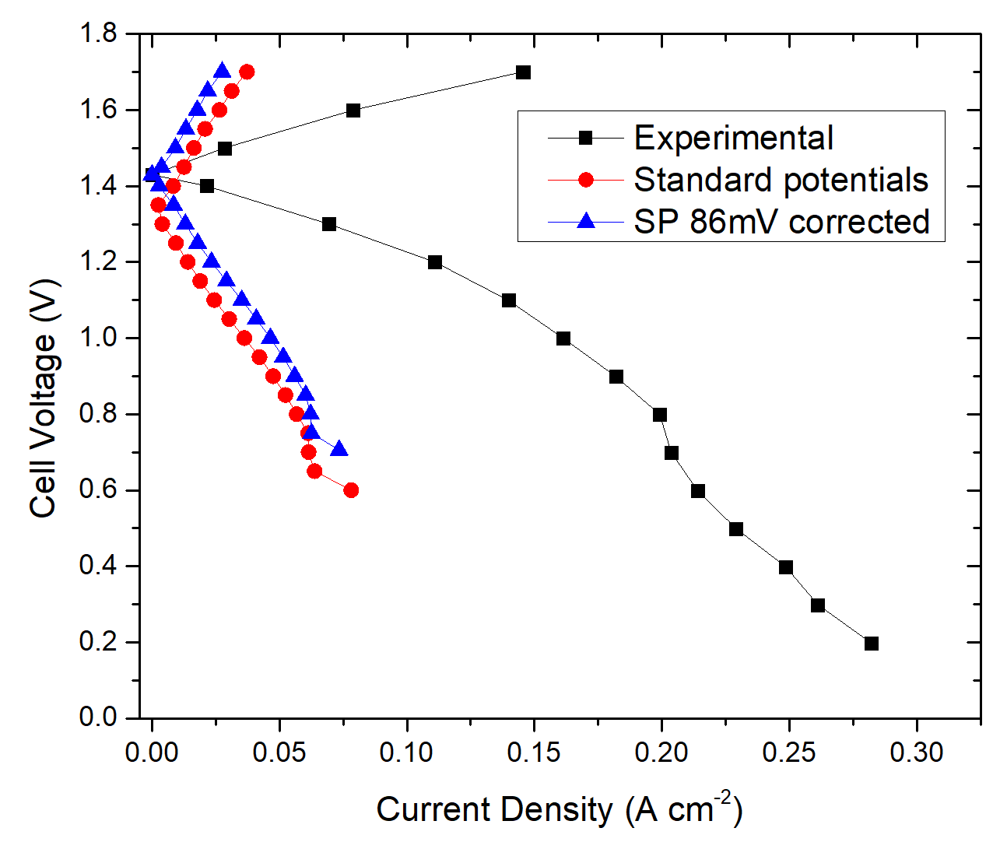 1.8
1.6
1.4
1.2
1.0
0.8
0.6
0.4
0.2
0.0
Cell Voltage (V)
Experimental
Standard potentials
SP 86mV corrected
0.00 0.05 0.10 0.15 0.20 0.25 0.30
Current Density (A cm-2)